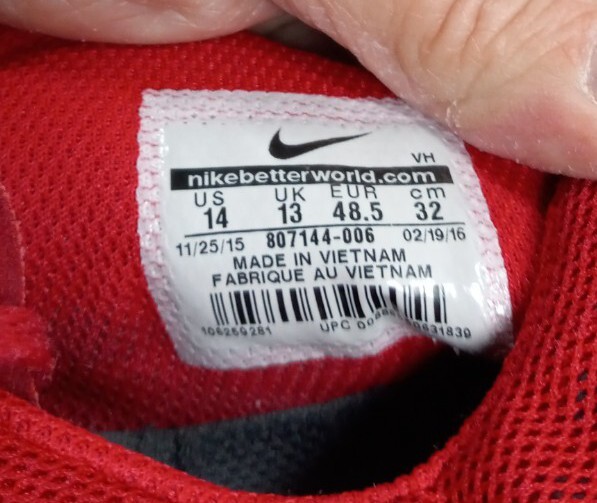 VH
nikebetterworld.com
US UK EUR cm
14 13 48.5 32
11/25/15 807144-006 02/19/16
MADE IN VIETNAM
FABRIQUE AU VIETNAM
UPC